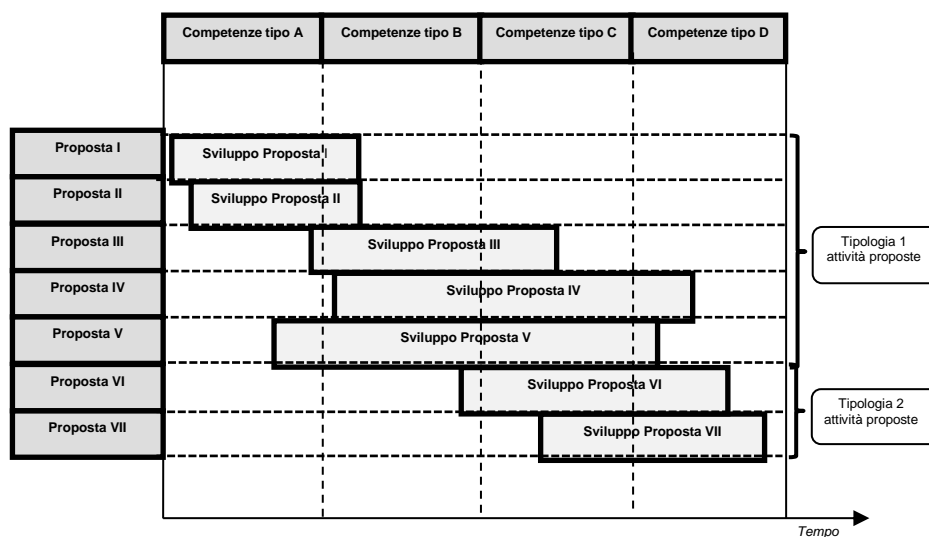 Competenze tipo A Competenze tipo B Competenze tipo C Competenze tipo D
Proposta I
Sviluppo Proposta I
Proposta II
Sviluppo Proposta II
Proposta III
Sviluppo Proposta III
Proposta IV
Sviluppo Proposta IV
Proposta V
Sviluppo Proposta V
Proposta VI
Sviluppo Proposta VI
Proposta VII
Sviluppo Proposta VII
Tipologia 1
attività proposte
Tipologia 2
attività proposte
Tempo